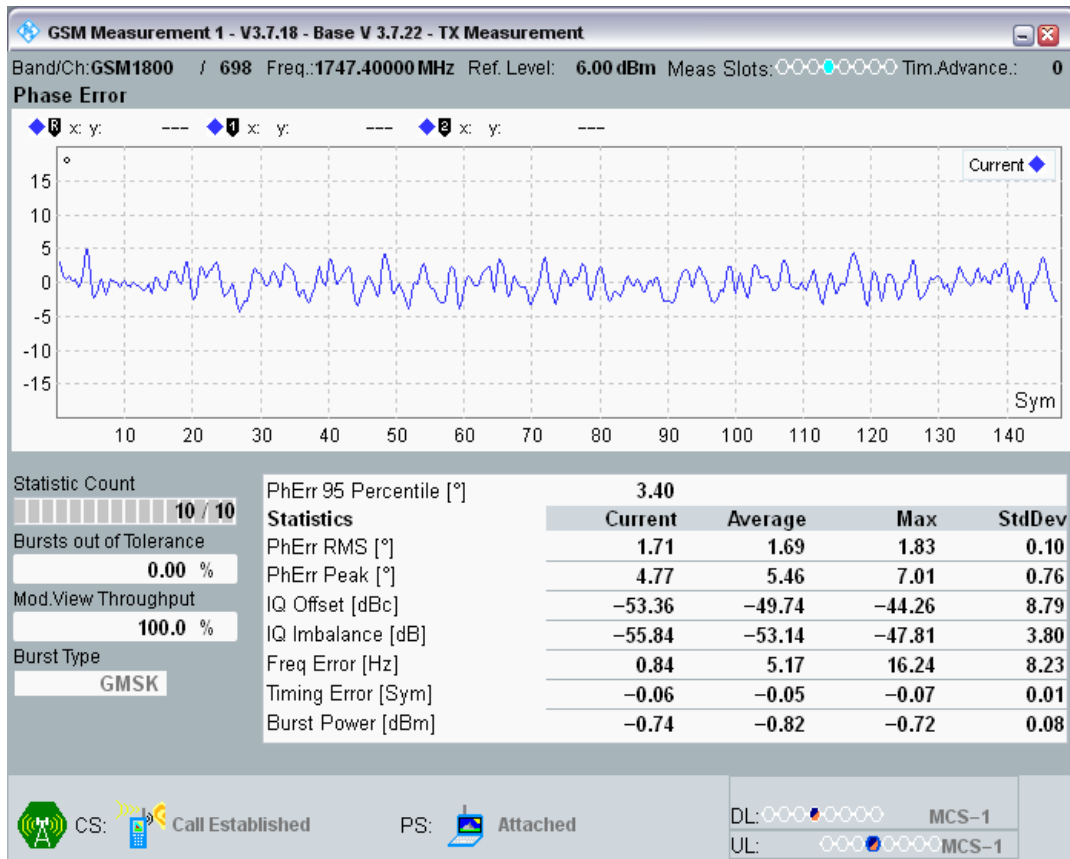 GSM Measurement 1 - V3.7.18 - Base V 3.7.22 - TX Measurement
Band/Ch:GSM1800 / 698 Freq.:1747.40000 MHz Ref. Level: 6.00 dBm Meas Slots: Tim.Advance.: 0
Phase Error
R x: y: --- 1 x: y: --- 2 x: y: ---
° Current
15
10
5
0
-5
-10
-15
Sym
10 20 30 40 50 60 70 80 90 100 110 120 130 140
Statistic Count
10 / 10
Bursts out of Tolerance
0.00 %
Mod.View Throughput
100.0 %
Burst Type
GMSK
PhErr 95 Percentile [°] 3.40
Statistics Current Average Max StdDev
PhErr RMS [°] 1.71 1.69 1.83 0.10
PhErr Peak [°] 4.77 5.46 7.01 0.76
IQ Offset [dBc] −53.36 −49.74 −44.26 8.79
IQ Imbalance [dB] −55.84 −53.14 −47.81 3.80
Freq Error [Hz] 0.84 5.17 16.24 8.23
Timing Error [Sym] −0.06 −0.05 −0.07 0.01
Burst Power [dBm] −0.74 −0.82 −0.72 0.08
CS: Call Established PS: Attached
DL: MCS−1
UL: MCS−1